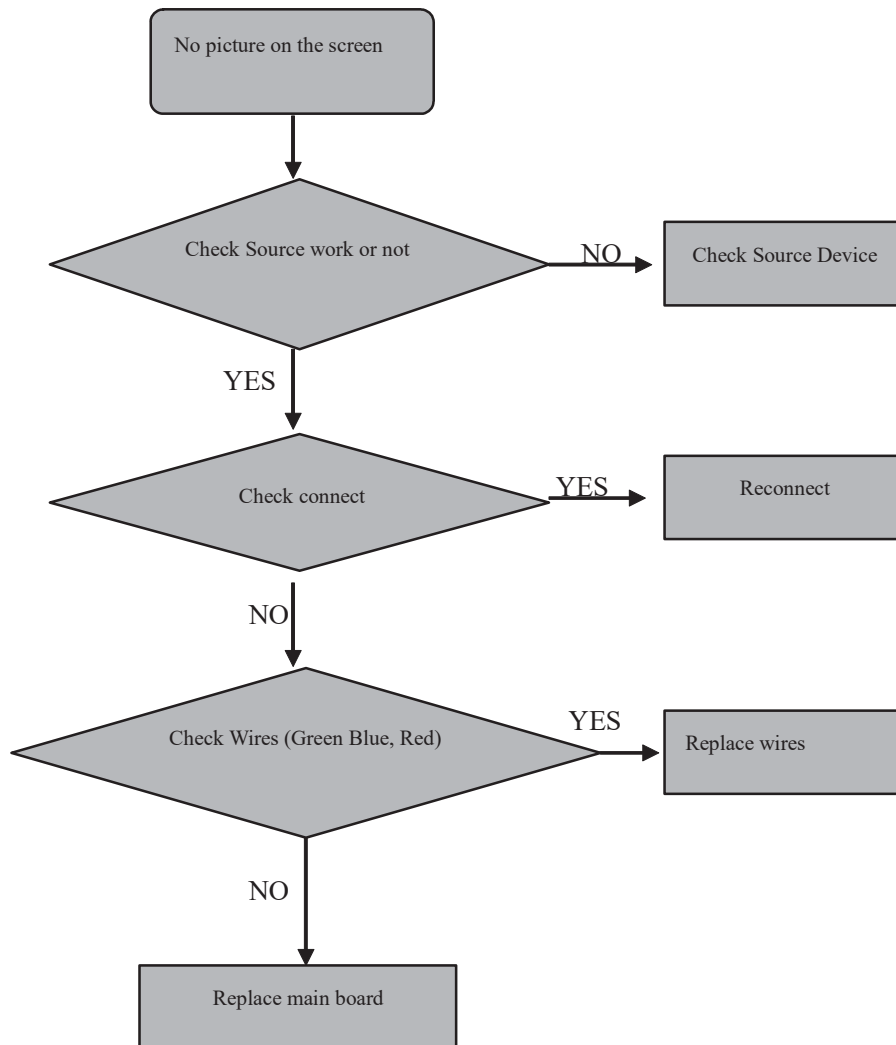 No picture on the screen
Check Source work or not
NO
Check Source Device
YES
Check connect
YES
Reconnect
NO
Check Wires (Green Blue, Red)
YES
Replace wires
NO
Replace main board